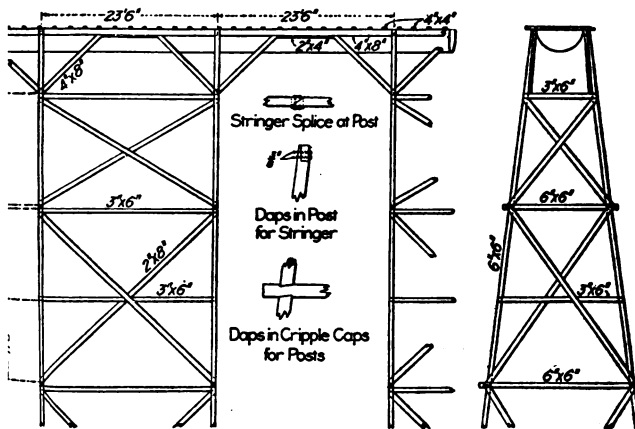 23'6"
23'6"
4"x4"
2"x4"
4"x8"
4"x8"
3"x6"
Stringer Splice at Post
Daps in Post
for Stringer
3"x6"
6"x6"
2"x8"
6"x6"
3"x6"
3"x6"
Daps in Cripple Caps
for Posts
6"x6"